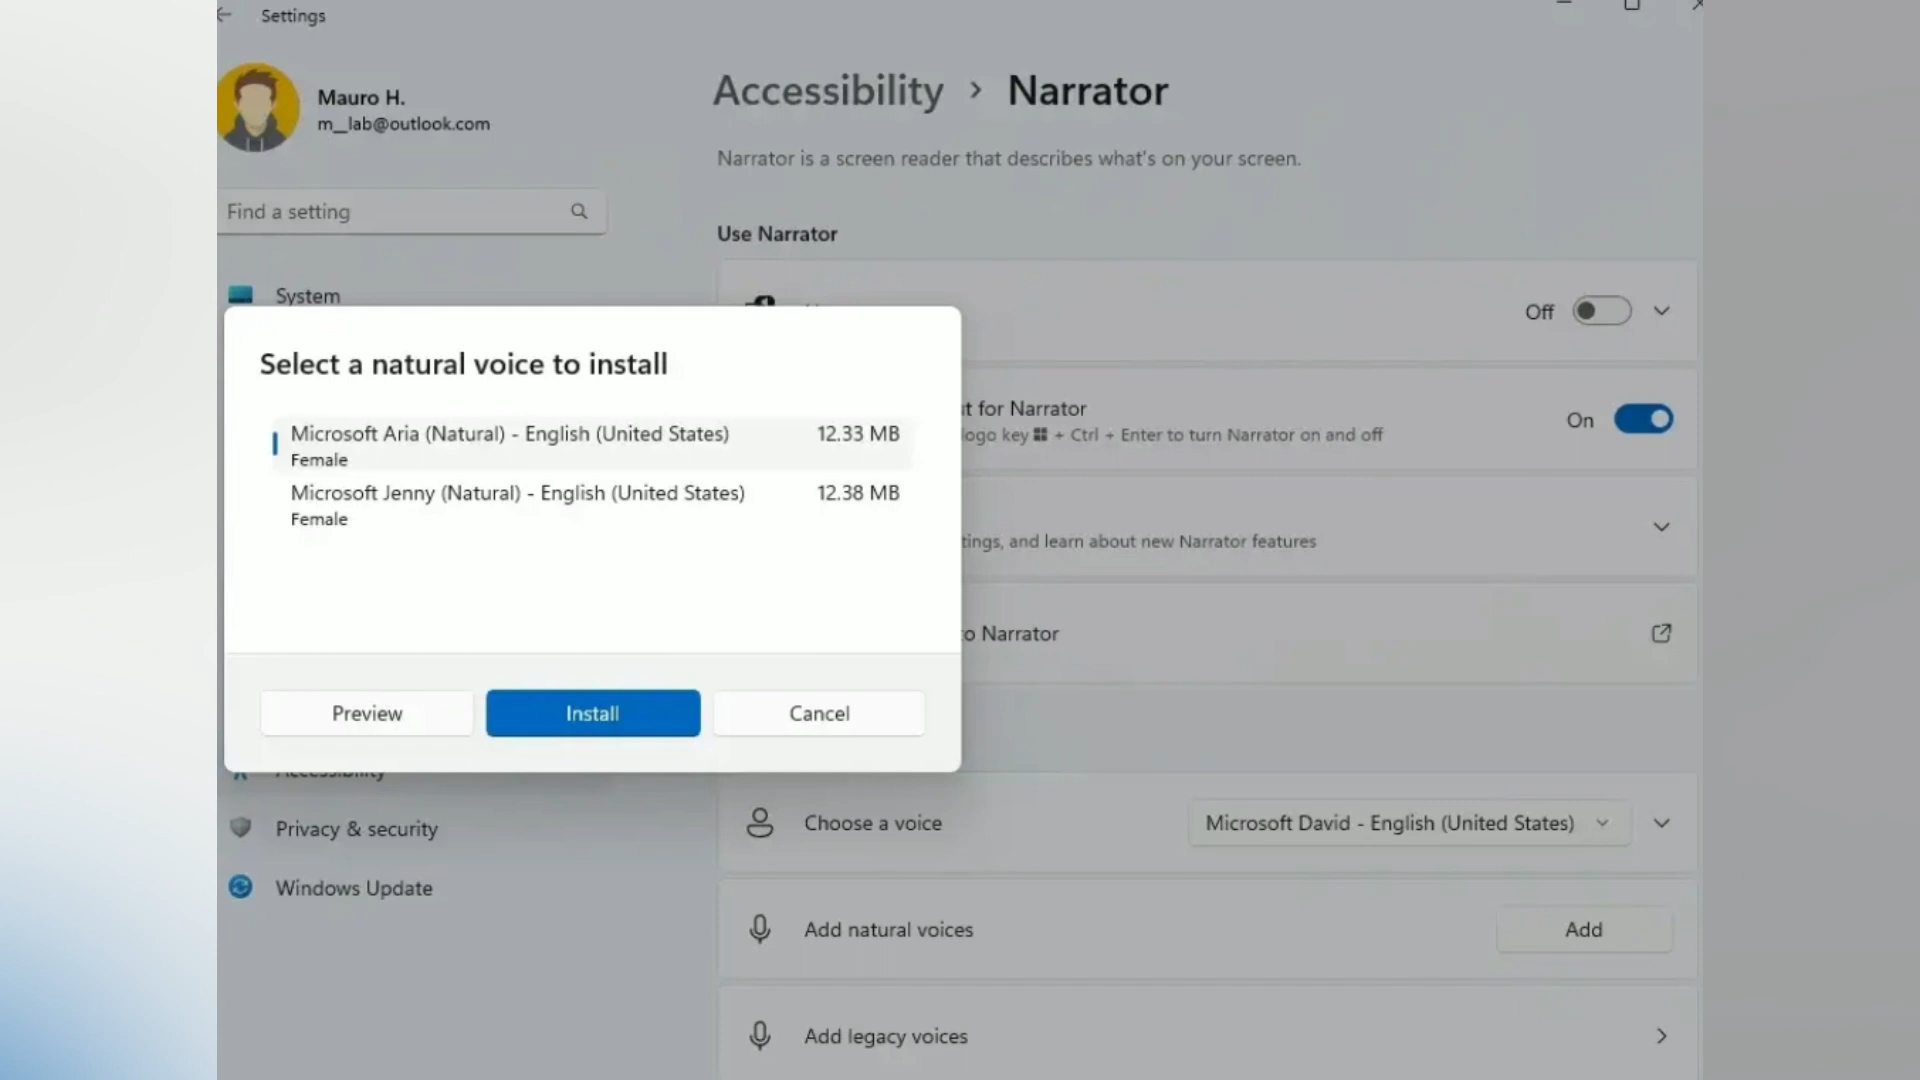 Settings
Mauro H.
m__lab@outlook.com
Find a setting
System
Accessibility
Privacy & security
Windows Update
Accessibility > Narrator
Narrator is a screen reader that describes what's on your screen.
Use Narrator
Off
t for Narrator
logo key + Ctrl + Enter to turn Narrator on and off
On
tings, and learn about new Narrator features
o Narrator
Choose a voice
Microsoft David - English (United States)
Add natural voices
Add
Add legacy voices
Select a natural voice to install
Microsoft Aria (Natural) - English (United States) 12.33 MB
Female
Microsoft Jenny (Natural) - English (United States) 12.38 MB
Female
Preview
Install
Cancel